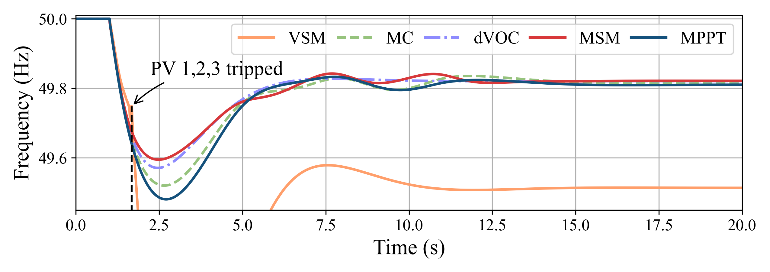 50.0
49.8
49.6
Frequency (Hz)
VSM MC dVOC MSM MPPT
PV 1,2,3 tripped
0.0 2.5 5.0 7.5 10.0 12.5 15.0 17.5 20.0
Time (s)